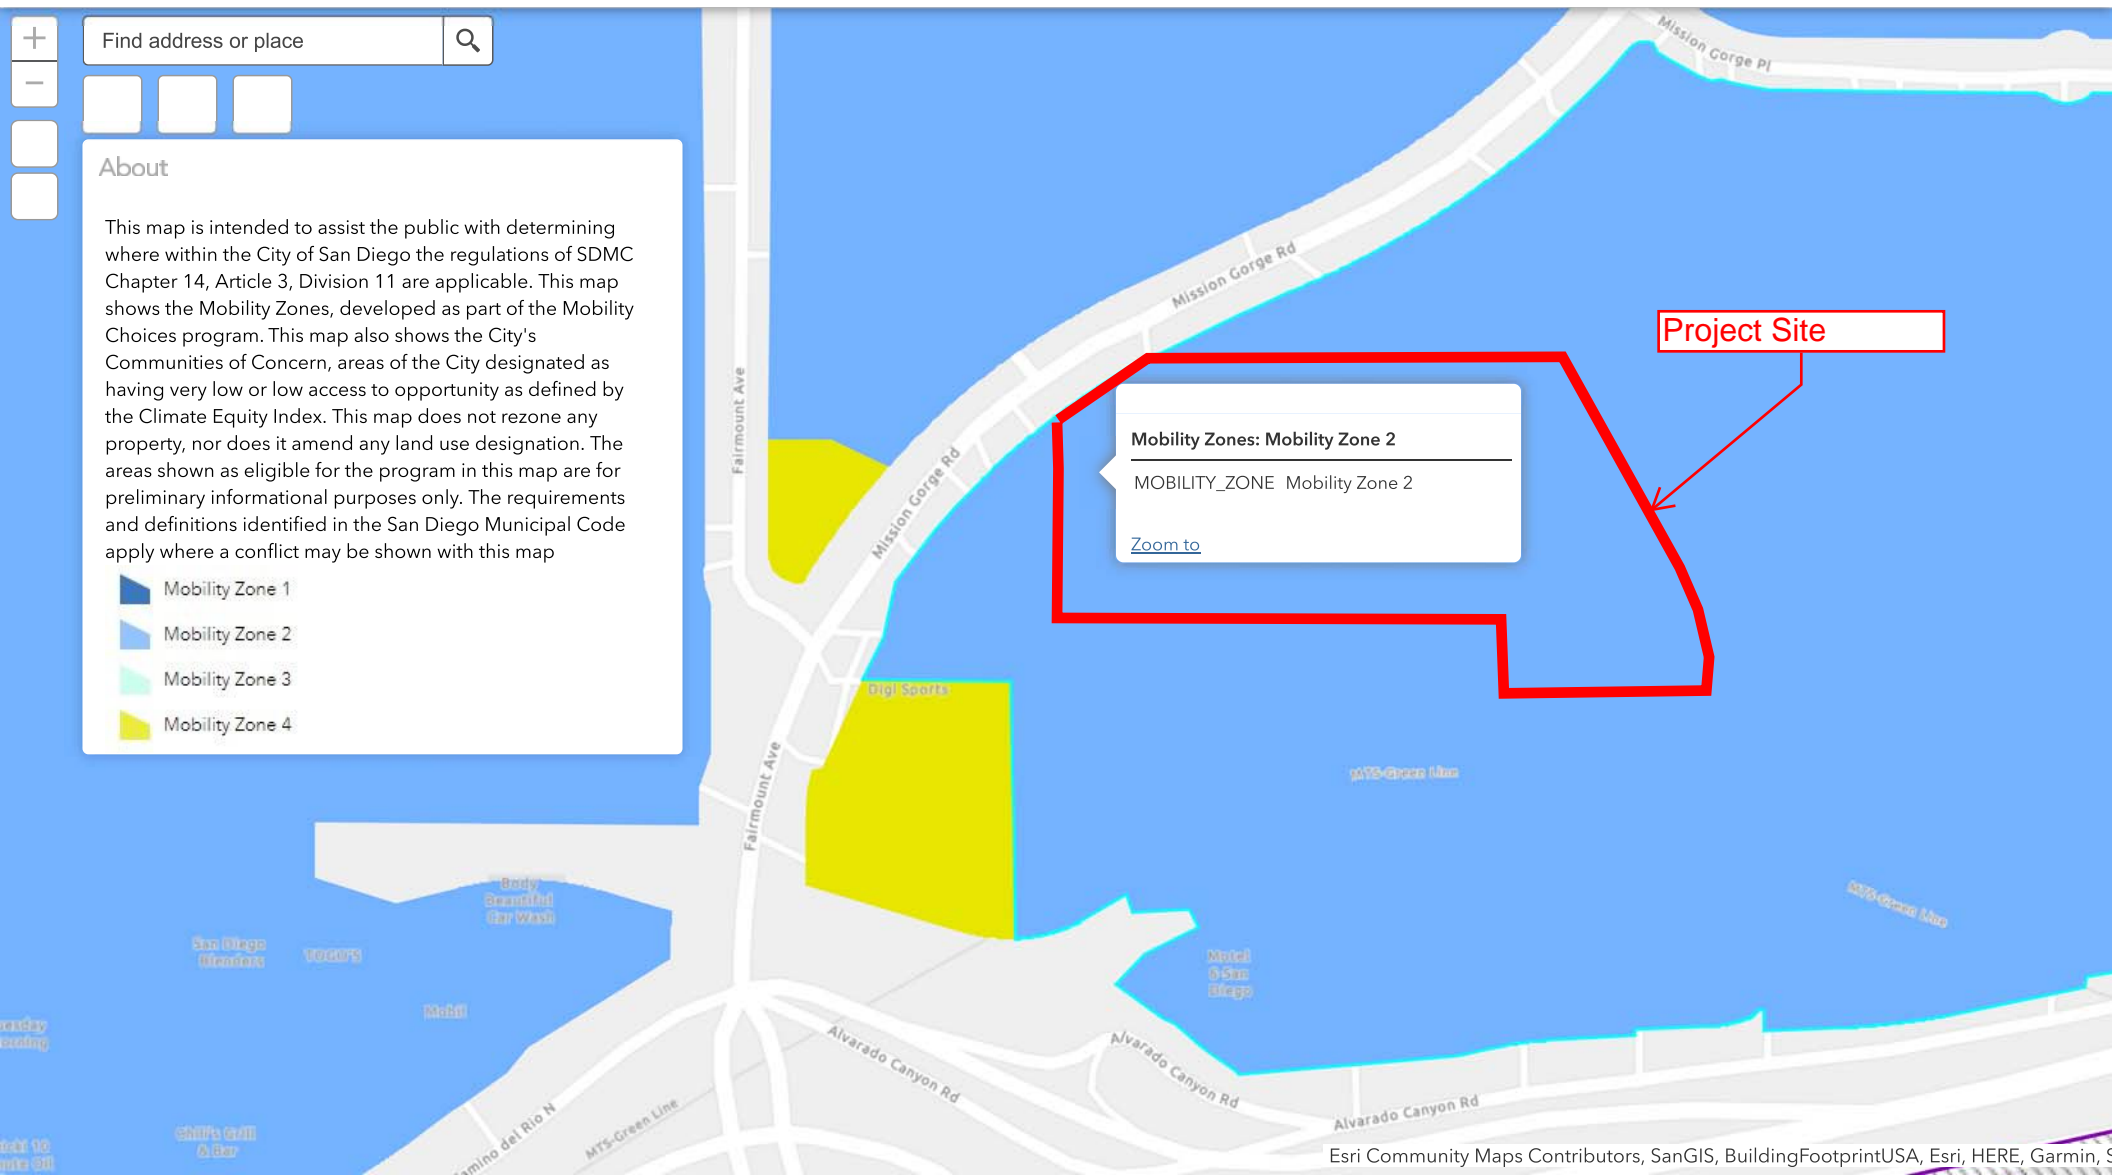 Find address or place
About
This map is intended to assist the public with determining
where within the City of San Diego the regulations of SDMC
Chapter 14, Article 3, Division 11 are applicable. This map
shows the Mobility Zones, developed as part of the Mobility
Choices program. This map also shows the City's
Communities of Concern, areas of the City designated as
having very low or low access to opportunity as defined by
the Climate Equity Index. This map does not rezone any
property, nor does it amend any land use designation. The
areas shown as eligible for the program in this map are for
preliminary informational purposes only. The requirements
and definitions identified in the San Diego Municipal Code
apply where a conflict may be shown with this map
Mobility Zone 1
Mobility Zone 2
Mobility Zone 3
Mobility Zone 4
Mission Gorge Pl
Mission Gorge Rd
Project Site
Fairmount Ave
Mission Gorge Rd
Mobility Zones: Mobility Zone 2
MOBILITY_ZONE Mobility Zone 2
Zoom to
Digi Sports
Fairmount Ave
MTS-Green Line
Body
Beautiful
Car Wash
MTS-Green Line
San Diego
Blenders
TOGO'S
Motel
6 San
Diego
Mobil
Alvarado Canyon Rd
Alvarado Canyon Rd
Alvarado Canyon Rd
MTS-Green Line
del Rio N
Chili's Grill
& Bar
Esri Community Maps Contributors, SanGIS, BuildingFootprintUSA, Esri, HERE, Garmin,